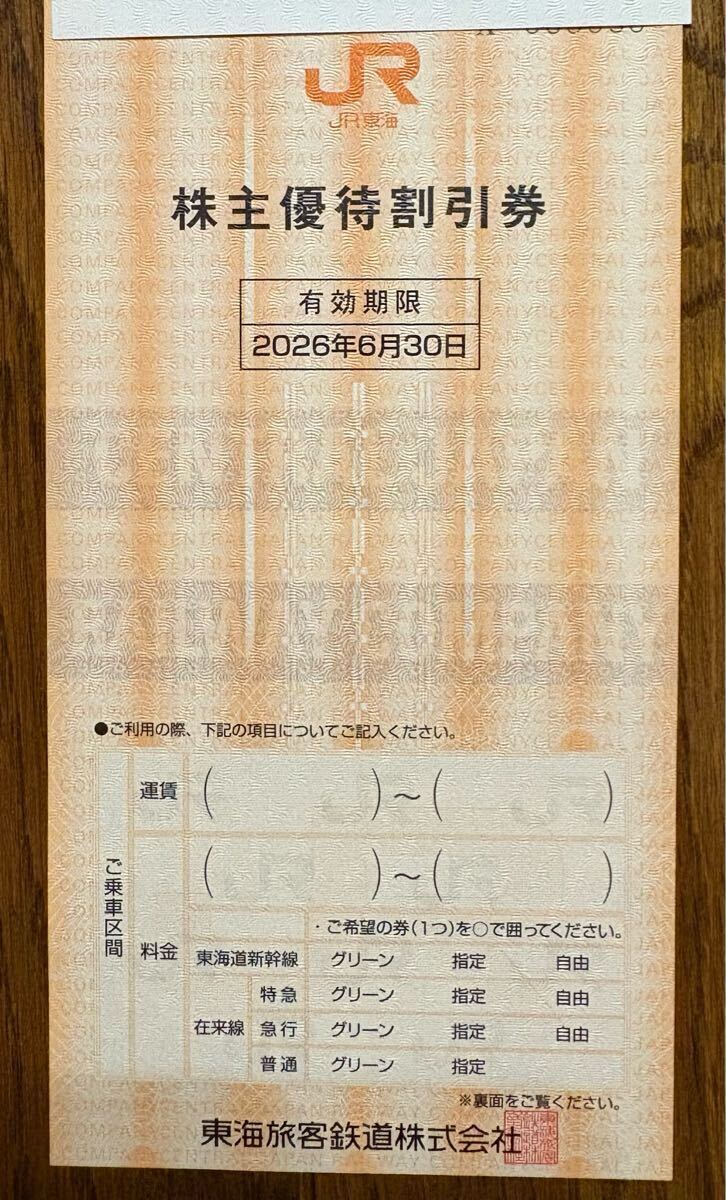 JR
JR東海
株主優待割引券
有効期限
2026年6月30日
●ご利用の際、下記の項目についてご記入ください。
ご乗車区間
運賃 ( )～( )
料金 ( )～( )
・ご希望の券(1つ)を○で囲ってください。
東海道新幹線 グリーン 指定 自由
在来線 特急 グリーン 指定 自由
急行 グリーン 指定 自由
普通 グリーン 指定
※裏面をご覧ください。
東海旅客鉄道株式会社